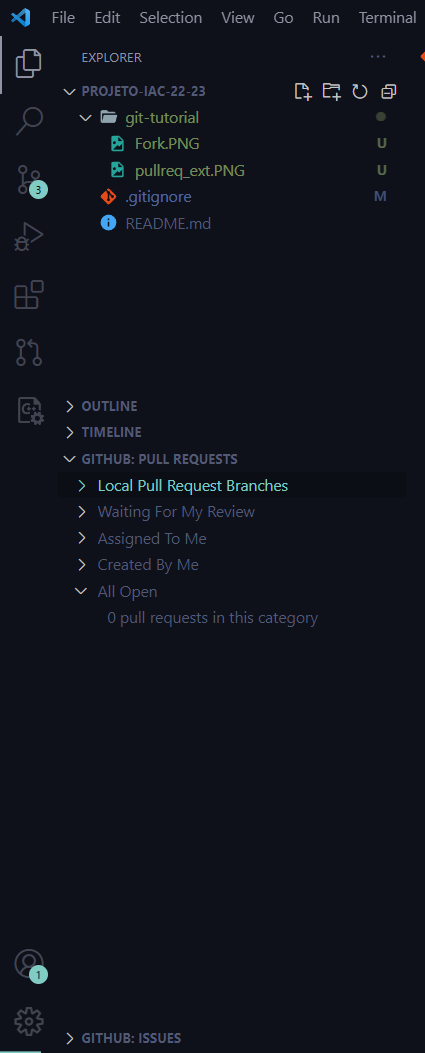 File Edit Selection View Go Run Terminal
EXPLORER
PROJETO-IAC-22-23
git-tutorial
Fork.PNG U
pullreq_ext.PNG U
.gitignore M
README.md
3
OUTLINE
TIMELINE
GITHUB: PULL REQUESTS
Local Pull Request Branches
Waiting For My Review
Assigned To Me
Created By Me
All Open
0 pull requests in this category
1
GITHUB: ISSUES